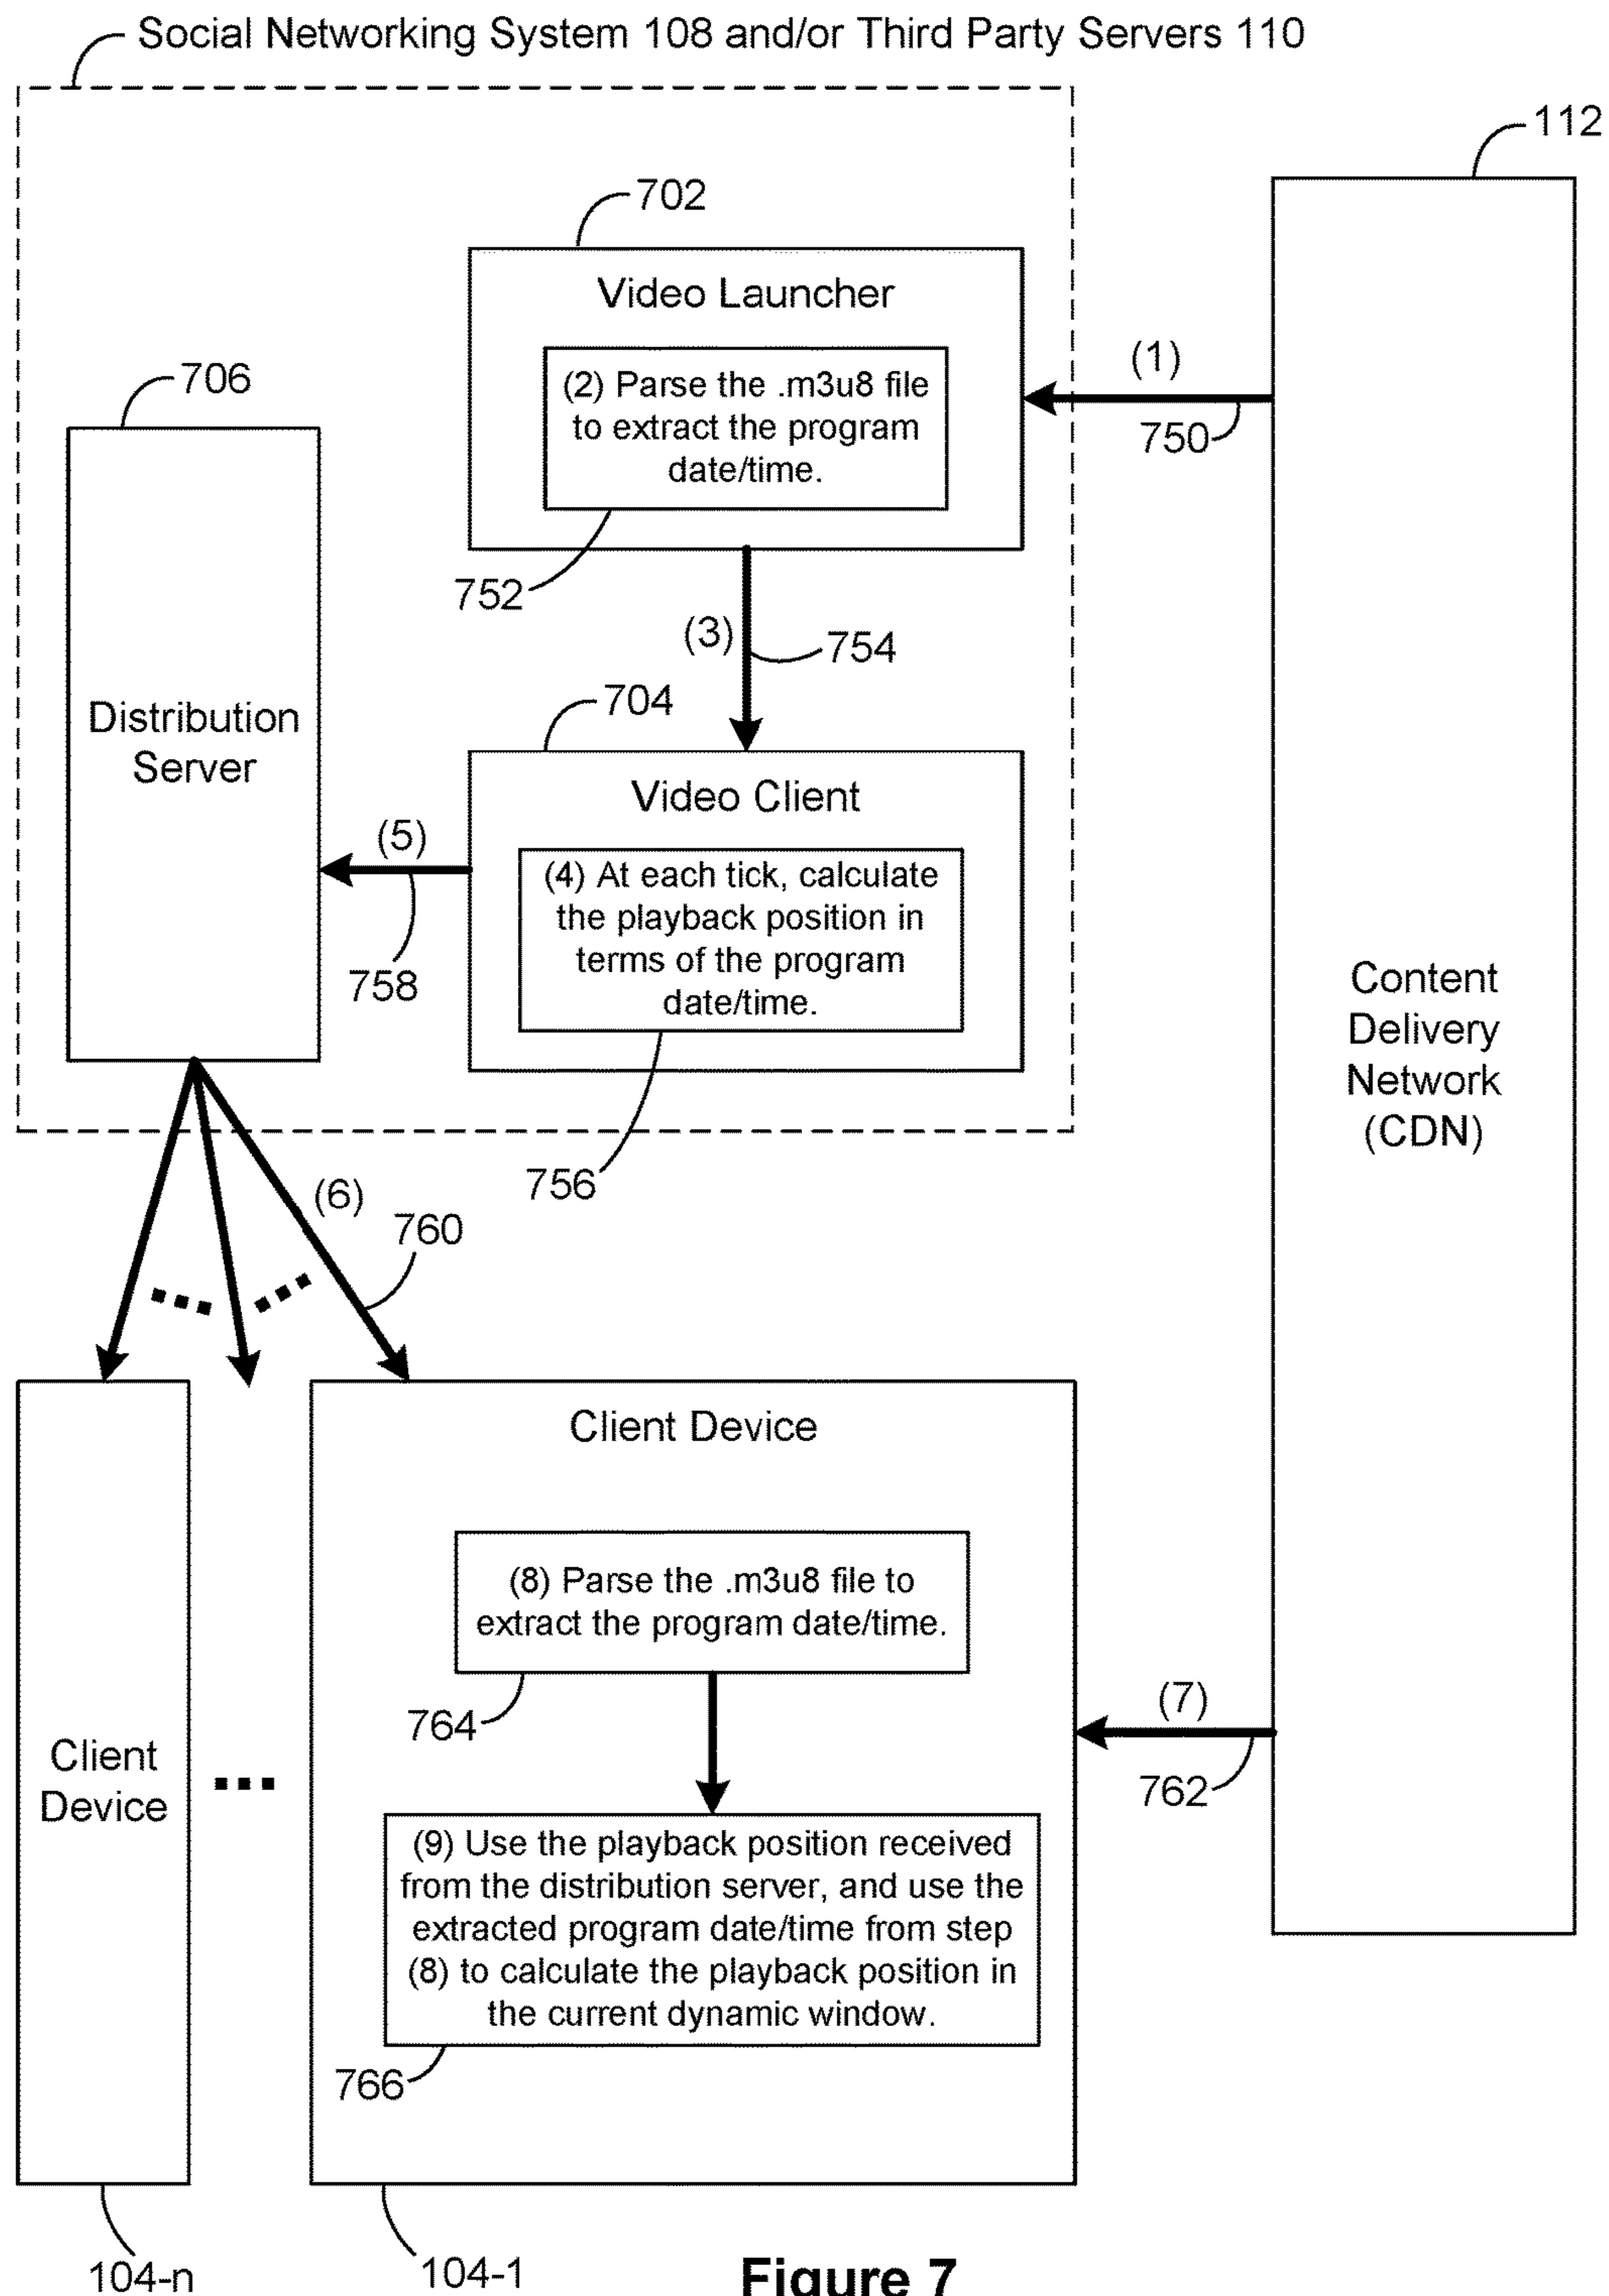 Social Networking System 108 and/or Third Party Servers 110
112
702
Video Launcher
(2) Parse the .m3u8 file
to extract the program
date/time.
(1)
750
706
752
(3)
754
704
Distribution
Server
Video Client
(4) At each tick, calculate
the playback position in
terms of the program
date/time.
(5)
758
756
Content
Delivery
Network
(CDN)
(6)
760
Client Device
(8) Parse the .m3u8 file to
extract the program date/time.
764
(7)
762
Client
Device
(9) Use the playback position received
from the distribution server, and use the
extracted program date/time from step
(8) to calculate the playback position in
the current dynamic window.
766
104-n
104-1
Figure 7